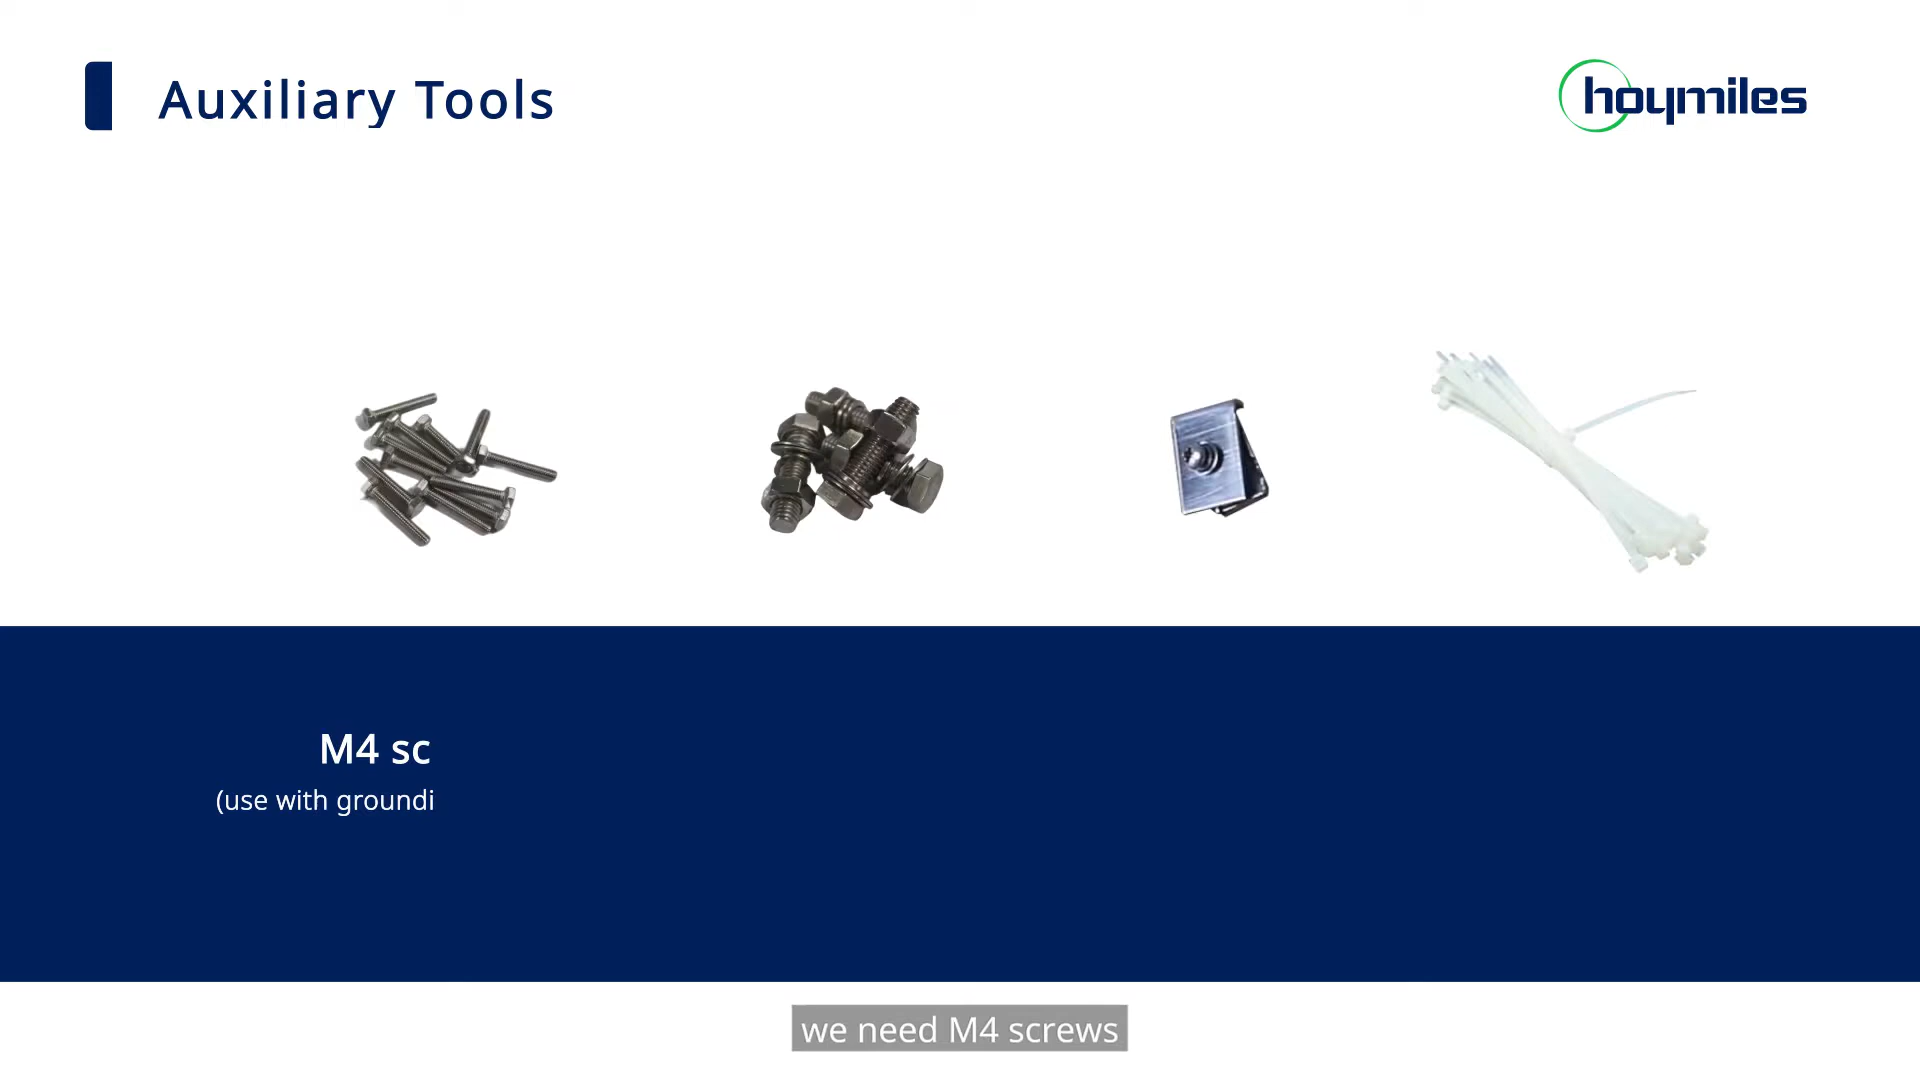 Auxiliary Tools
hoymiles
M4 sc
(use with groundi
we need M4 screws